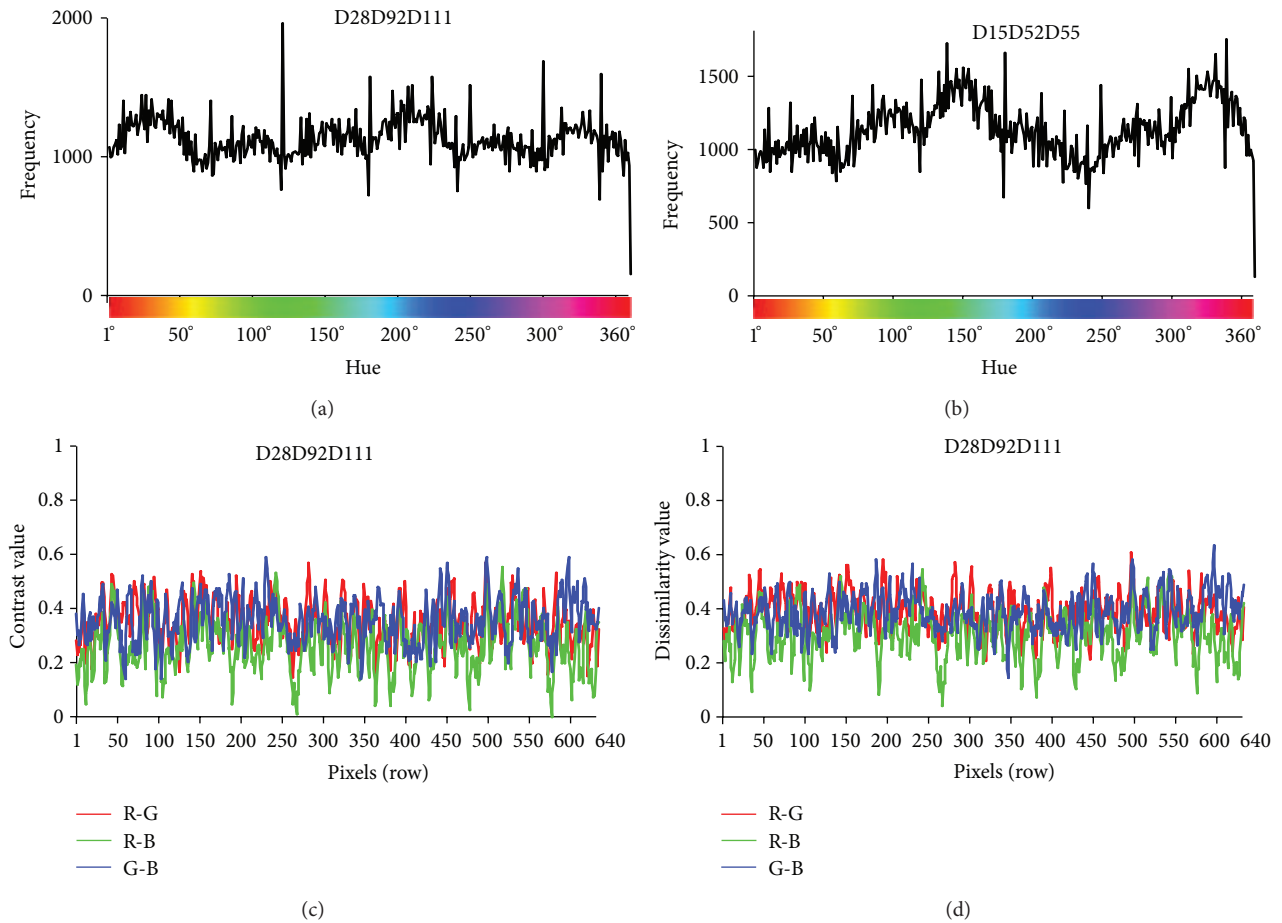 D28D92D111
2000
1000
0
Frequency
1° 50° 100° 150° 200° 250° 300° 360°
Hue
(a)
D15D52D55
1500
1000
500
0
Frequency
1° 50° 100° 150° 200° 250° 300° 360°
Hue
(b)
D28D92D111
1
0.8
0.6
0.4
0.2
0
Contrast value
1 50 100 150 200 250 300 350 400 450 500 550 600 640
Pixels (row)
R-G
R-B
G-B
(c)
D28D92D111
1
0.8
0.6
0.4
0.2
0
Dissimilarity value
1 50 100 150 200 250 300 350 400 450 500 550 600 640
Pixels (row)
R-G
R-B
G-B
(d)